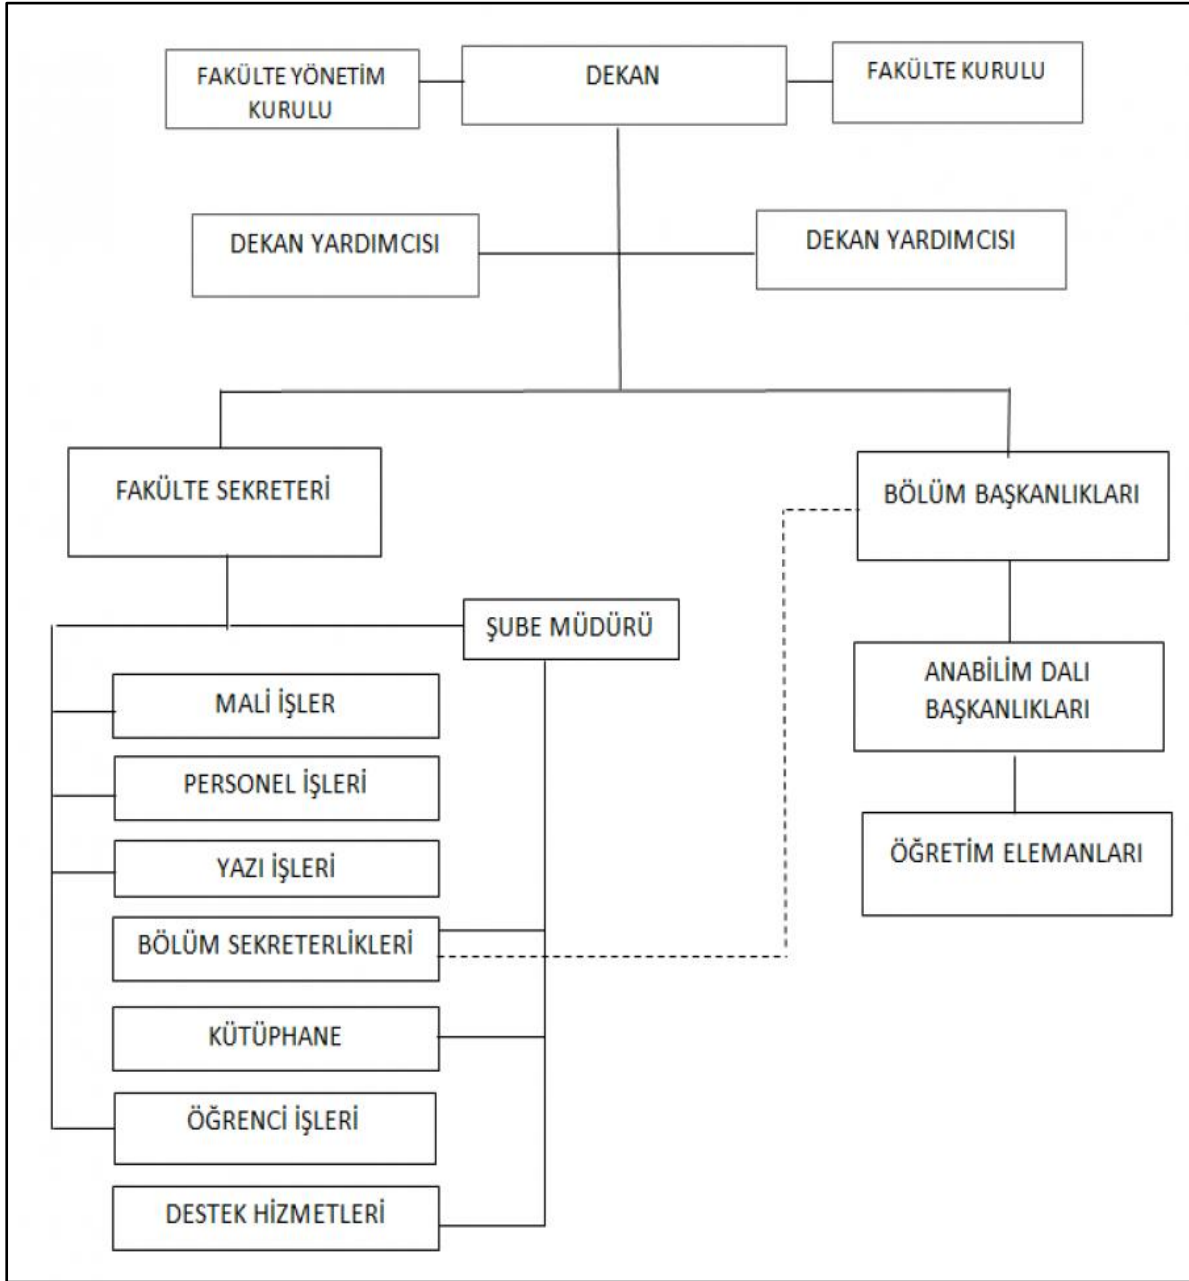 FAKÜLTE YÖNETİM
KURULU
DEKAN
FAKÜLTE KURULU
DEKAN YARDIMCISI
DEKAN YARDIMCISI
FAKÜLTE SEKRETERİ
BÖLÜM BAŞKANLIKLARI
ŞUBE MÜDÜRÜ
MALİ İŞLER
ANABİLİM DALI
BAŞKANLIKLARI
PERSONEL İŞLERİ
YAZI İŞLERİ
ÖĞRETİM ELEMANLARI
BÖLÜM SEKRETERLİKLERİ
KÜTÜPHANE
ÖĞRENCİ İŞLERİ
DESTEK HİZMETLERİ